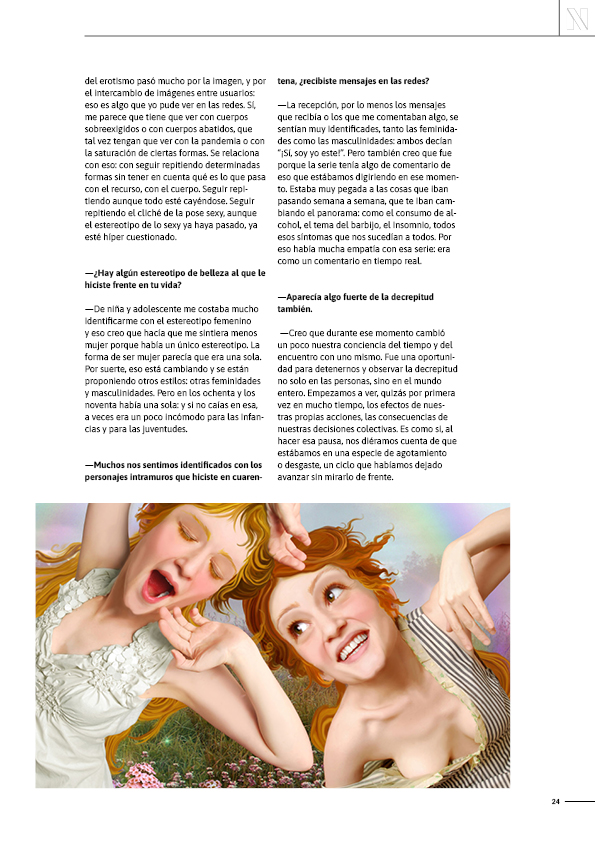 N
del erotismo pasó mucho por la imagen, y por
el intercambio de imágenes entre usuarios:
eso es algo que yo pude ver en las redes. Sí,
me parece que tiene que ver con cuerpos
sobreexigidos o con cuerpos abatidos, que
tal vez tengan que ver con la pandemia o con
la saturación de ciertas formas. Se relaciona
con eso: con seguir repitiendo determinadas
formas sin tener en cuenta qué es lo que pasa
con el recurso, con el cuerpo. Seguir repi-
tiendo aunque todo esté cayéndose. Seguir
repitiendo el cliché de la pose sexy, aunque
el estereotipo de lo sexy ya haya pasado, ya
esté híper cuestionado.
—¿Hay algún estereotipo de belleza al que le
hiciste frente en tu vida?
—De niña y adolescente me costaba mucho
identificarme con el estereotipo femenino
y eso creo que hacía que me sintiera menos
mujer porque había un único estereotipo. La
forma de ser mujer parecía que era una sola.
Por suerte, eso está cambiando y se están
proponiendo otros estilos: otras feminidades
y masculinidades. Pero en los ochenta y los
noventa había una sola: y si no caías en esa,
a veces era un poco incómodo para las infan-
cias y para las juventudes.
—Muchos nos sentimos identificados con los
personajes intramuros que hiciste en cuaren-
tena, ¿recibiste mensajes en las redes?
—La recepción, por lo menos los mensajes
que recibía o los que me comentaban algo, se
sentían muy identificades, tanto las feminida-
des como las masculinidades: ambos decían
"¡Sí, soy yo este!". Pero también creo que fue
porque la serie tenía algo de comentario de
eso que estábamos digiriendo en ese momen-
to. Estaba muy pegada a las cosas que iban
pasando semana a semana, que te iban cam-
biando el panorama: como el consumo de al-
cohol, el tema del barbijo, el insomnio, todos
esos síntomas que nos sucedían a todos. Por
eso había mucha empatía con esa serie: era
como un comentario en tiempo real.
—Aparecía algo fuerte de la decrepitud
también.
—Creo que durante ese momento cambió
un poco nuestra conciencia del tiempo y del
encuentro con uno mismo. Fue una oportuni-
dad para detenernos y observar la decrepitud
no solo en las personas, sino en el mundo
entero. Empezamos a ver, quizás por primera
vez en mucho tiempo, los efectos de nues-
tras propias acciones, las consecuencias de
nuestras decisiones colectivas. Es como si, al
hacer esa pausa, nos diéramos cuenta de que
estábamos en una especie de agotamiento
o desgaste, un ciclo que habíamos dejado
avanzar sin mirarlo de frente.
24